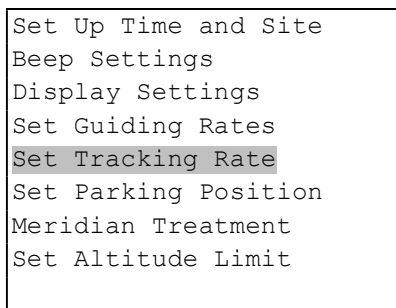 Set Up Time and Site
Beep Settings
Display Settings
Set Guiding Rates
Set Tracking Rate
Set Parking Position
Meridian Treatment
Set Altitude Limit